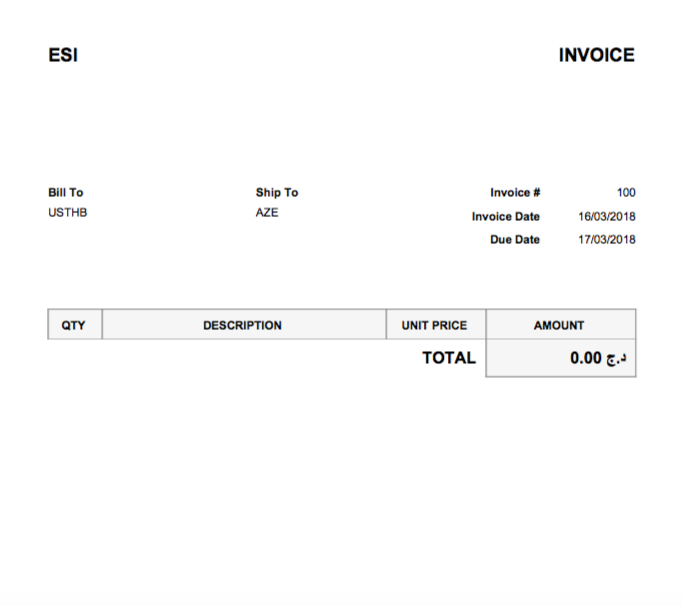 ESI INVOICE
Bill To Ship To Invoice # 100
USTHB AZE Invoice Date 16/03/2018
Due Date 17/03/2018
QTY DESCRIPTION UNIT PRICE AMOUNT
TOTAL 0.00 د.ج